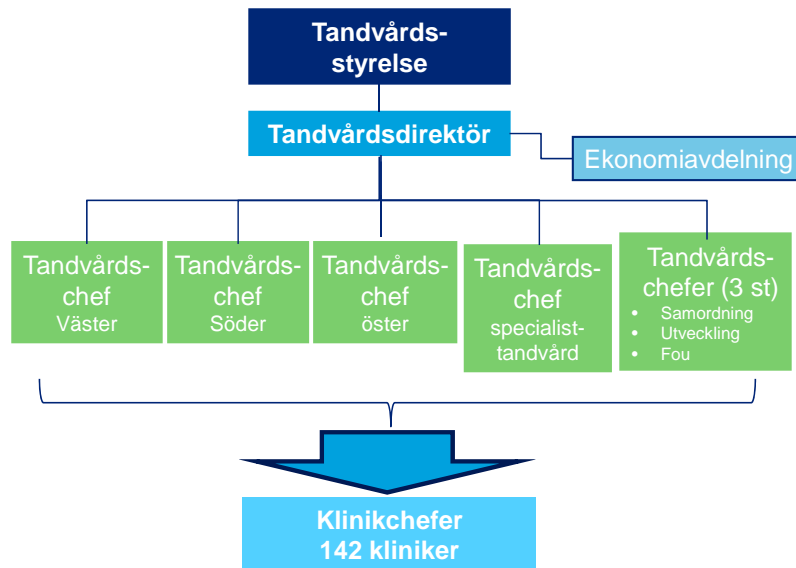 Tandvårds-
styrelse
Tandvårdsdirektör
Ekonomiavdelning
Tandvårds-
chef
Väster
Tandvårds-
chef
Söder
Tandvårds-
chef
öster
Tandvårds-
chef
specialist-
tandvård
Tandvårds-
chefer (3 st)
• Samordning
• Utveckling
• Fou
Klinikchefer
142 kliniker